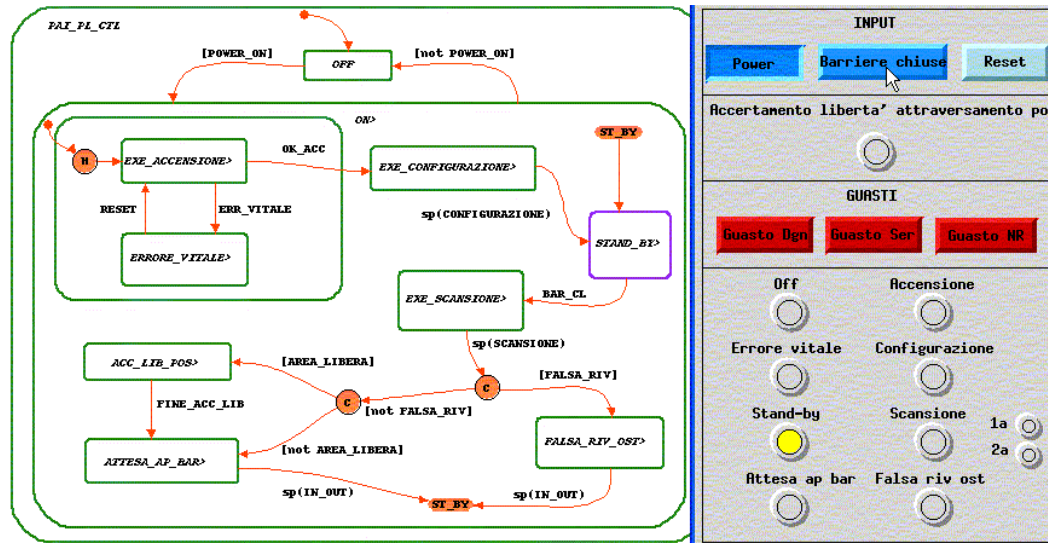 PAI_PL_CTL
[POWER_ON]
[not POWER_ON]
OFF
ON>
ST_BY
H
EXE_ACCENSIONE>
OK_ACC
EXE_CONFIGURAZIONE>
RESET
ERR_VITALE
sp(CONFIGURAZIONE)
ERRORE_VITALE>
STAND_BY>
EXE_SCANSIONE>
BAR_CL
sp(SCANSIONE)
ACC_LIB_POS>
[AREA_LIBERA]
[FALSA_RIV]
C
C
FINE_ACC_LIB
[not FALSA_RIV]
ATTESA_AP_BAR>
[not AREA_LIBERA]
FALSA_RIV_OST>
sp(IN_OUT)
ST_BY
sp(IN_OUT)
INPUT
Power
Barriere chiuse
Reset
Accertamento liberta' attraversamento po
GUASTI
Guasto Dgn
Guasto Ser
Guasto NR
Off
Accensione
Errore vitale
Configurazione
Stand-by
Scansione
1a
2a
Attesa ap bar
Falsa riv ost